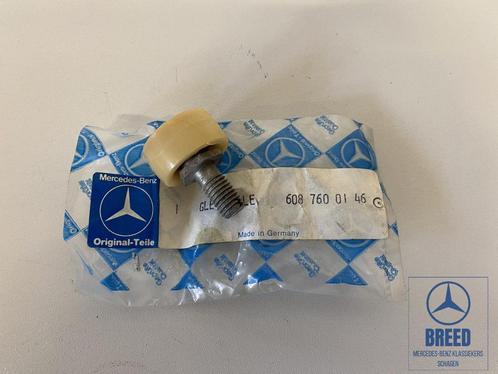 Mercedes-Benz
Original-Teile
608 760 01 46
Made in Germany
BREED
MERCEDES-BENZ KLASSIEKERS
SCHAGEN